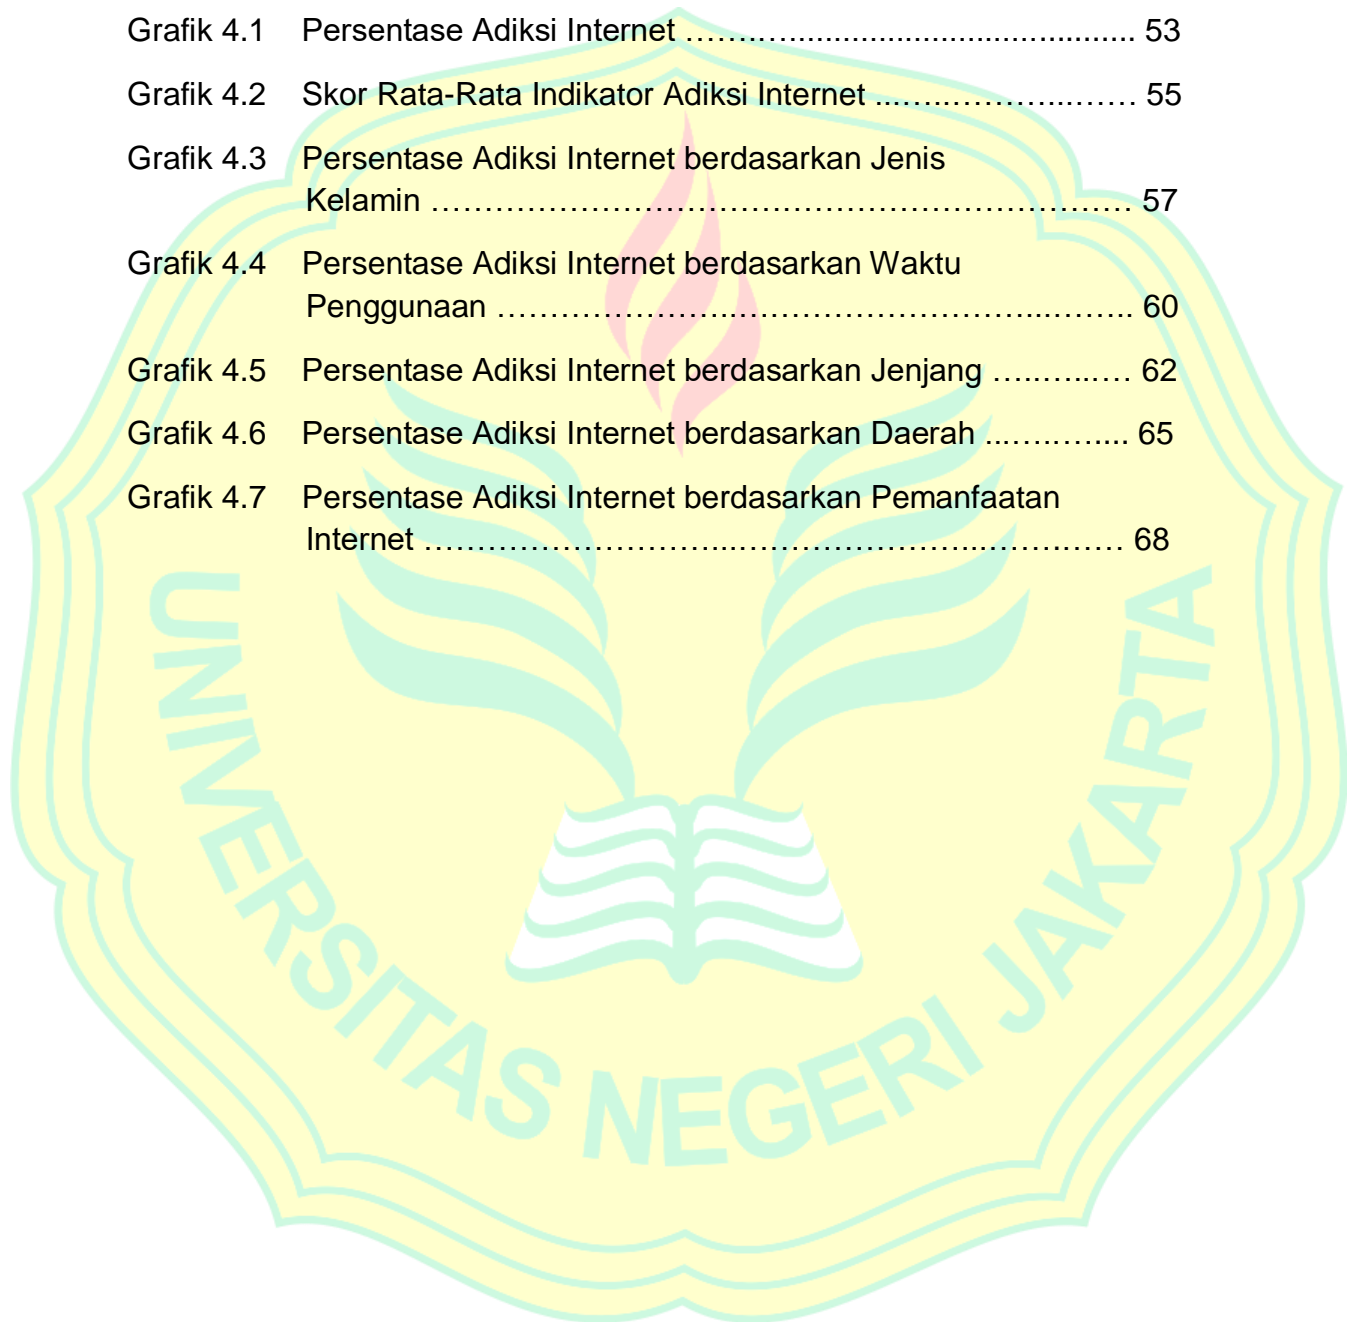 Grafik 4.1 Persentase Adiksi Internet ……..…...............................…........... 53
Grafik 4.2 Skor Rata-Rata Indikator Adiksi Internet ...…..………...…… 55
Grafik 4.3 Persentase Adiksi Internet berdasarkan Jenis
Kelamin ………………………………………………………… 57
Grafik 4.4 Persentase Adiksi Internet berdasarkan Waktu
Penggunaan …………………...……………………....…….. 60
Grafik 4.5 Persentase Adiksi Internet berdasarkan Jenjang …..…...… 62
Grafik 4.6 Persentase Adiksi Internet berdasarkan Daerah ...…..….... 65
Grafik 4.7 Persentase Adiksi Internet berdasarkan Pemanfaatan
Internet ………………………...…………………...…….…… 68
UNIVERSITAS NEGERI JAKARTA